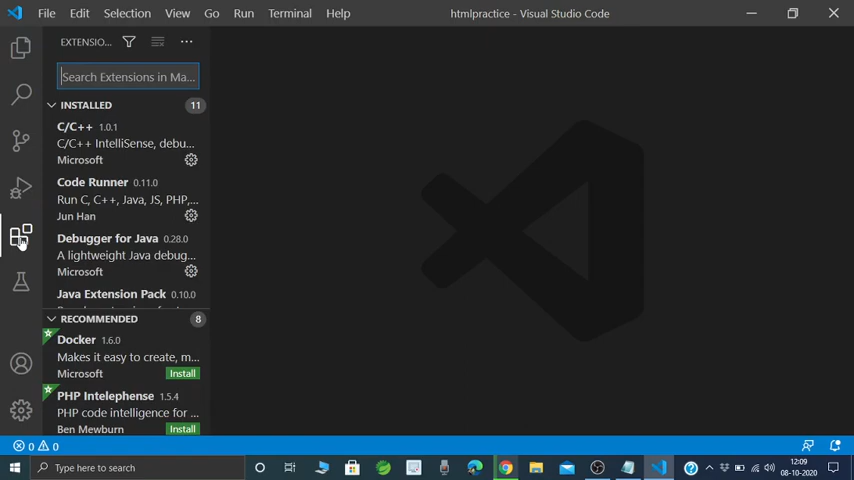 File Edit Selection View Go Run Terminal Help htmlpractice - Visual Studio Code
EXTENSIO...
Search Extensions in Ma...
INSTALLED 11
C/C++ 1.0.1
C/C++ IntelliSense, debu...
Microsoft
Code Runner 0.11.0
Run C, C++, Java, JS, PHP,...
Jun Han
Debugger for Java 0.28.0
A lightweight Java debug...
Microsoft
Java Extension Pack 0.10.0
RECOMMENDED 8
Docker 1.6.0
Makes it easy to create, m...
Microsoft Install
PHP Intelephense 1.5.4
PHP code intelligence for ...
Ben Mewburn Install
0 0
Type here to search
12:09
08-10-2020